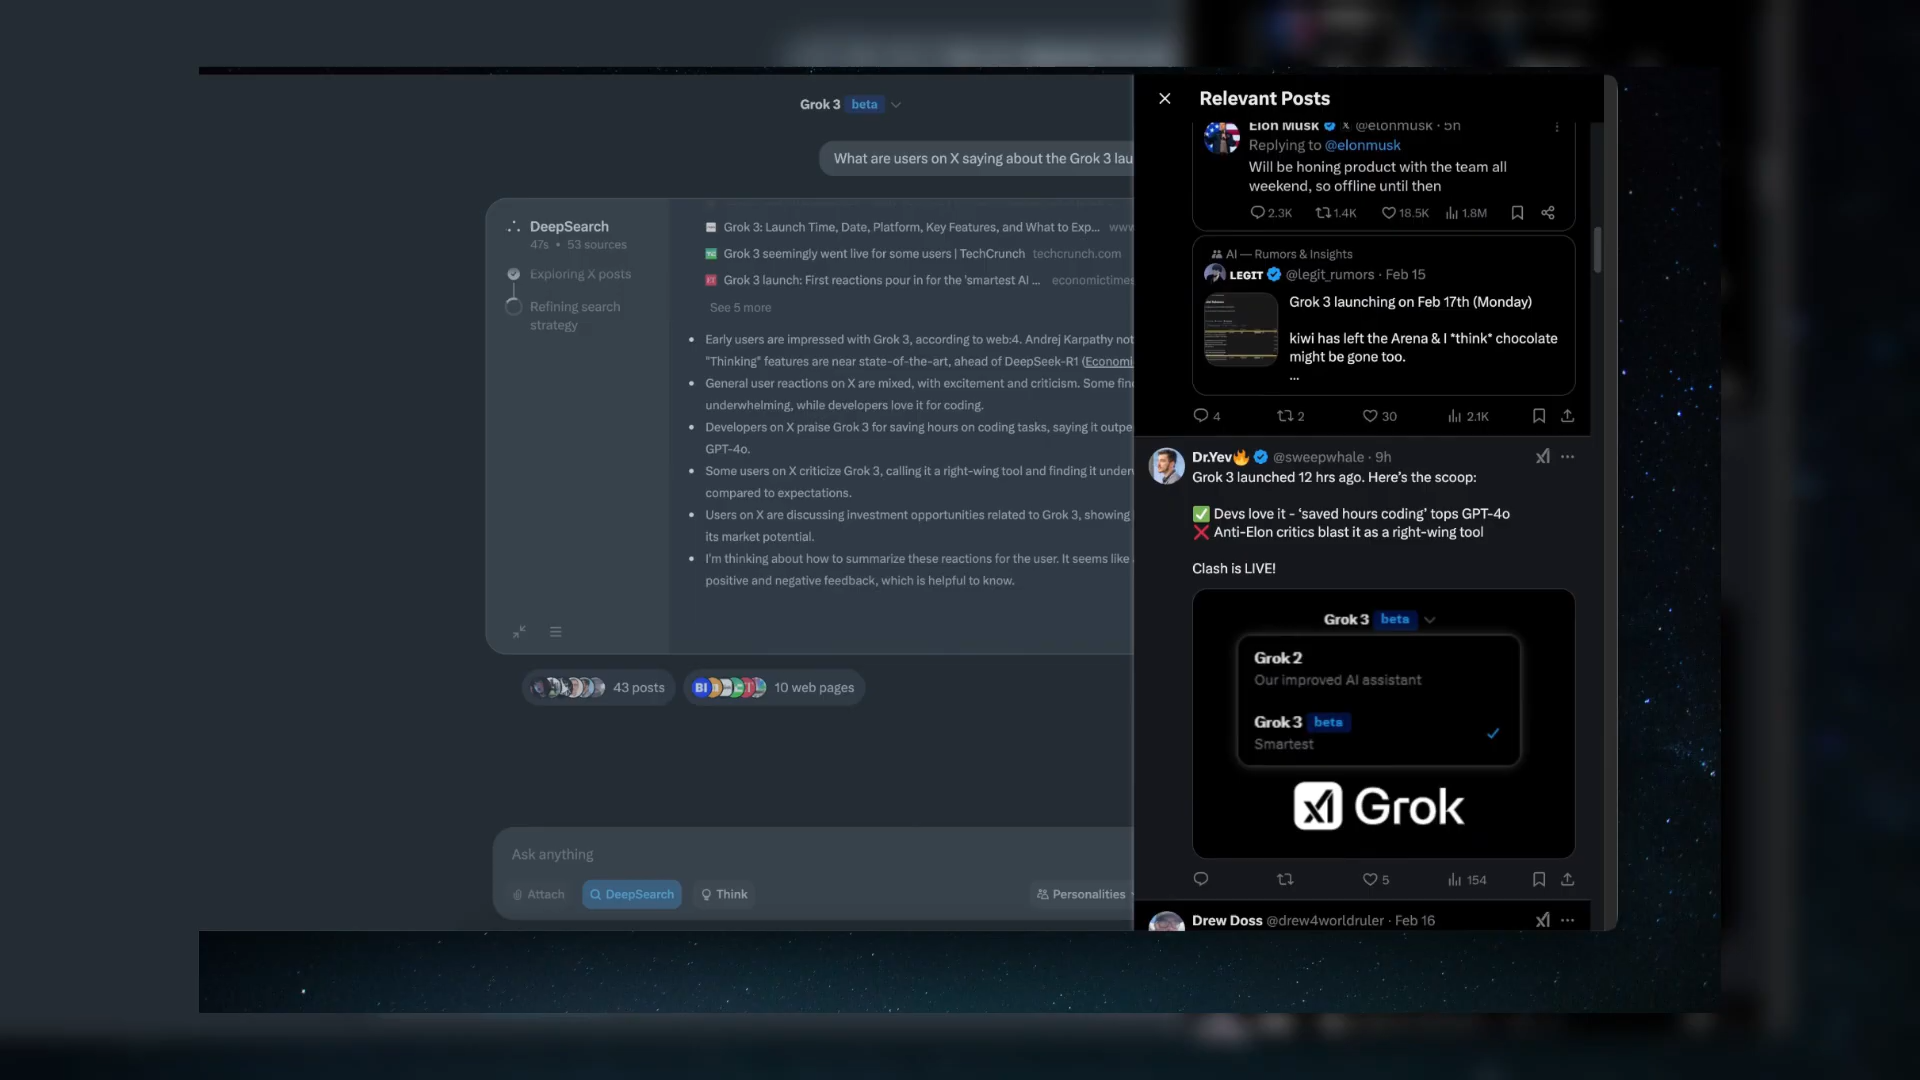 Grok 3 beta
What are users on X saying about the Grok 3 lau
DeepSearch
47s • 53 sources
Exploring X posts
Refining search
strategy
Grok 3: Launch Time, Date, Platform, Key Features, and What to Exp... www
Grok 3 seemingly went live for some users | TechCrunch techcrunch.com
Grok 3 launch: First reactions pour in for the 'smartest AI ... economictimes
See 5 more
• Early users are impressed with Grok 3, according to web:4. Andrej Karpathy not
"Thinking" features are near state-of-the-art, ahead of DeepSeek-R1 (Economi
• General user reactions on X are mixed, with excitement and criticism. Some find
underwhelming, while developers love it for coding.
• Developers on X praise Grok 3 for saving hours on coding tasks, saying it outpe
GPT-4o.
• Some users on X criticize Grok 3, calling it a right-wing tool and finding it under
compared to expectations.
• Users on X are discussing investment opportunities related to Grok 3, showing
its market potential.
• I'm thinking about how to summarize these reactions for the user. It seems like
positive and negative feedback, which is helpful to know.
43 posts
BI
10 web pages
Ask anything
Attach
DeepSearch
Think
Personalities
Relevant Posts
Elon Musk @elonmusk · 5h
Replying to @elonmusk
Will be honing product with the team all
weekend, so offline until then
2.3K 1.4K 18.5K 1.8M
AI — Rumors & Insights
LEGIT @legit_rumors · Feb 15
Grok 3 launching on Feb 17th (Monday)
kiwi has left the Arena & I *think* chocolate
might be gone too.
...
4 2 30 2.1K
Dr.Yev🔥 @sweepwhale · 9h
Grok 3 launched 12 hrs ago. Here's the scoop:
✅ Devs love it - 'saved hours coding' tops GPT-4o
❌ Anti-Elon critics blast it as a right-wing tool
Clash is LIVE!
Grok 3 beta
Grok 2
Our improved AI assistant
Grok 3 beta
Smartest
Grok
5 154
Drew Doss @drew4worldruler · Feb 16